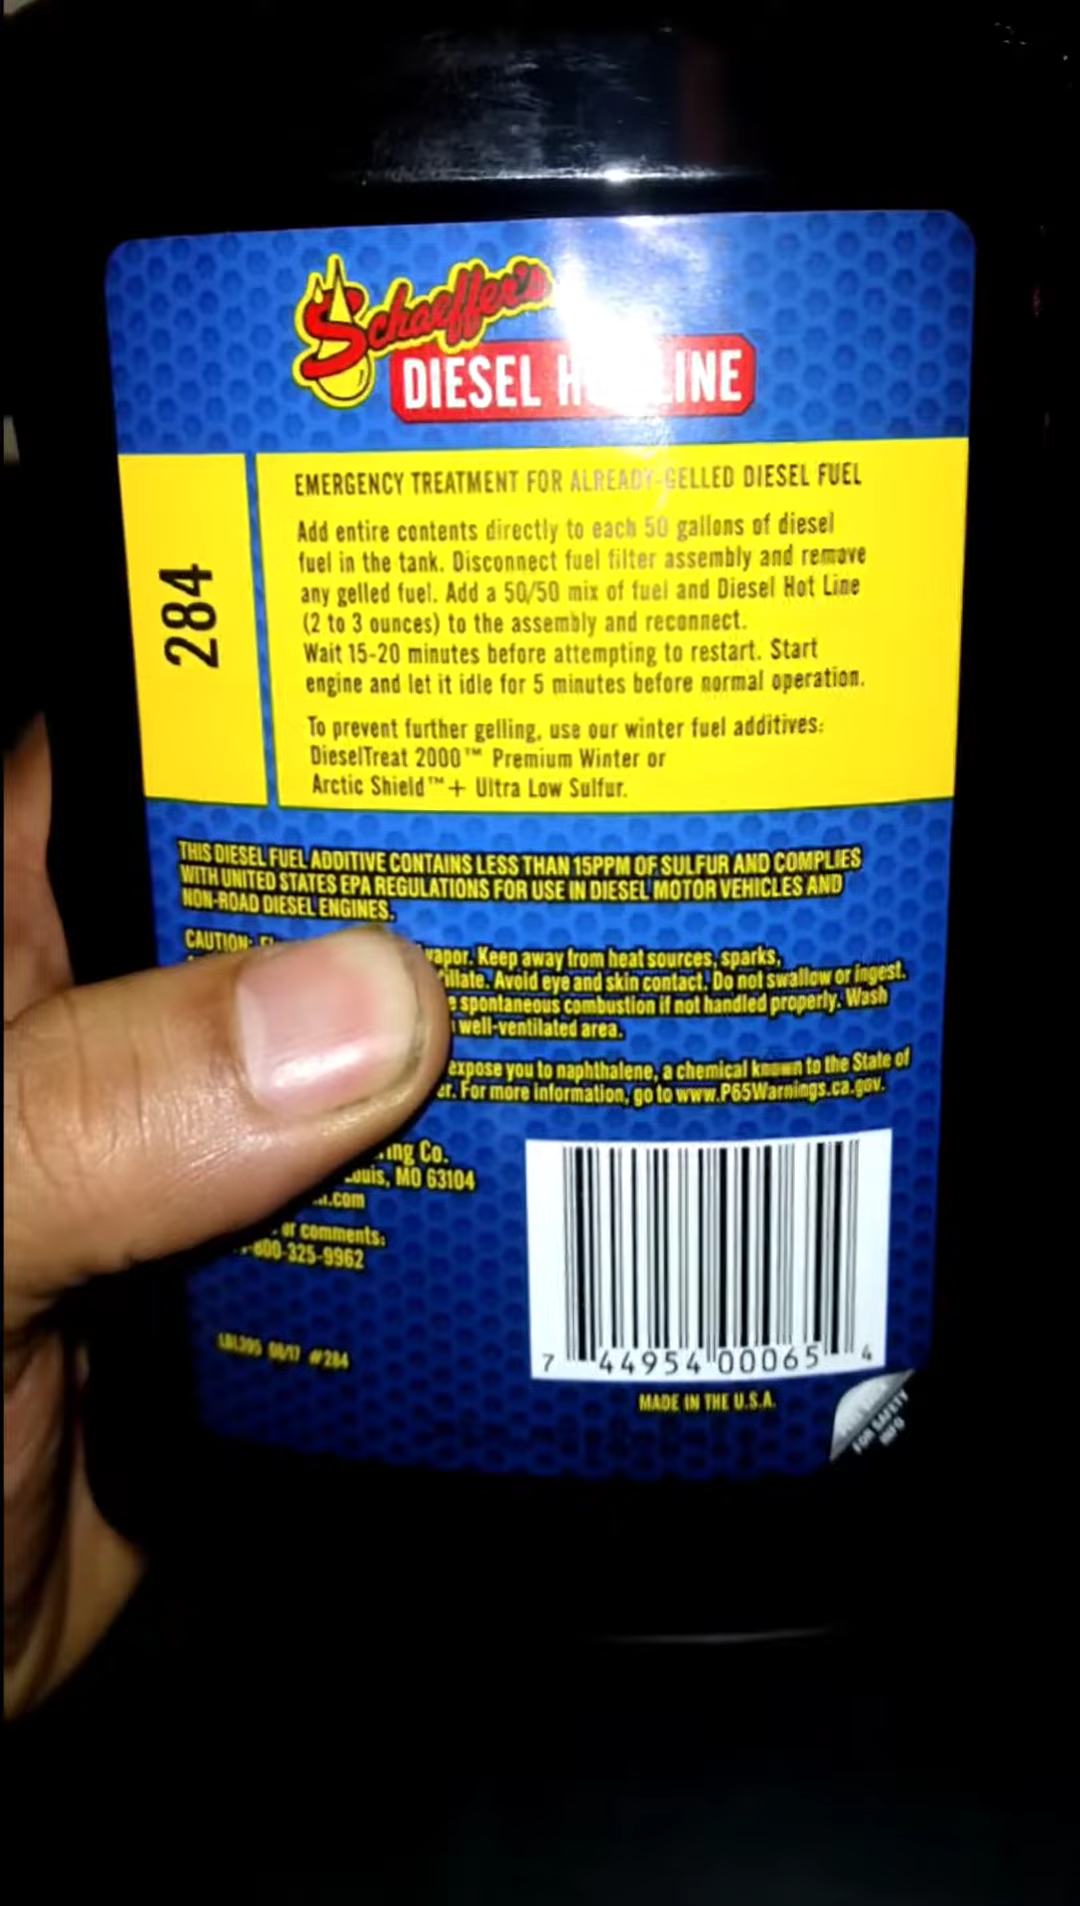 Schaeffer's
DIESEL H LINE
284
EMERGENCY TREATMENT FOR ALREADY-GELLED DIESEL FUEL
Add entire contents directly to each 50 gallons of diesel
fuel in the tank. Disconnect fuel filter assembly and remove
any gelled fuel. Add a 50/50 mix of fuel and Diesel Hot Line
(2 to 3 ounces) to the assembly and reconnect.
Wait 15-20 minutes before attempting to restart. Start
engine and let it idle for 5 minutes before normal operation.
To prevent further gelling, use our winter fuel additives:
DieselTreat 2000™ Premium Winter or
Arctic Shield™+ Ultra Low Sulfur.
THIS DIESEL FUEL ADDITIVE CONTAINS LESS THAN 15PPM OF SULFUR AND COMPLIES
WITH UNITED STATES EPA REGULATIONS FOR USE IN DIESEL MOTOR VEHICLES AND
NON-ROAD DIESEL ENGINES.
CAUTION: vapor. Keep away from heat sources, sparks,
Avoid eye and skin contact. Do not swallow or ingest.
spontaneous combustion if not handled properly. Wash
well-ventilated area.
expose you to naphthalene, a chemical known to the State of
For more information, go to www.P65Warnings.ca.gov.
Co.
MO 63104
.com
or comments:
-800-325-9962
LBL395 08/17 #284
7 44954 00065 4
MADE IN THE U.S.A.
FOR SAFETY
INFO